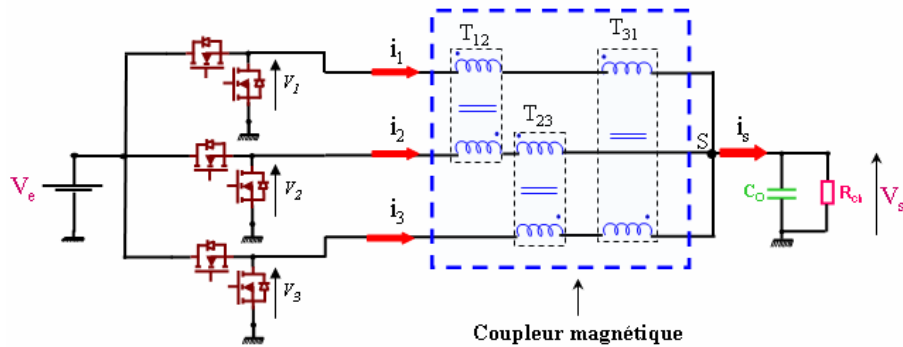 T12
T31
i1
V1
T23
i2
S
is
Ve
V2
CO
Rch
Vs
i3
V3
Coupleur magnétique